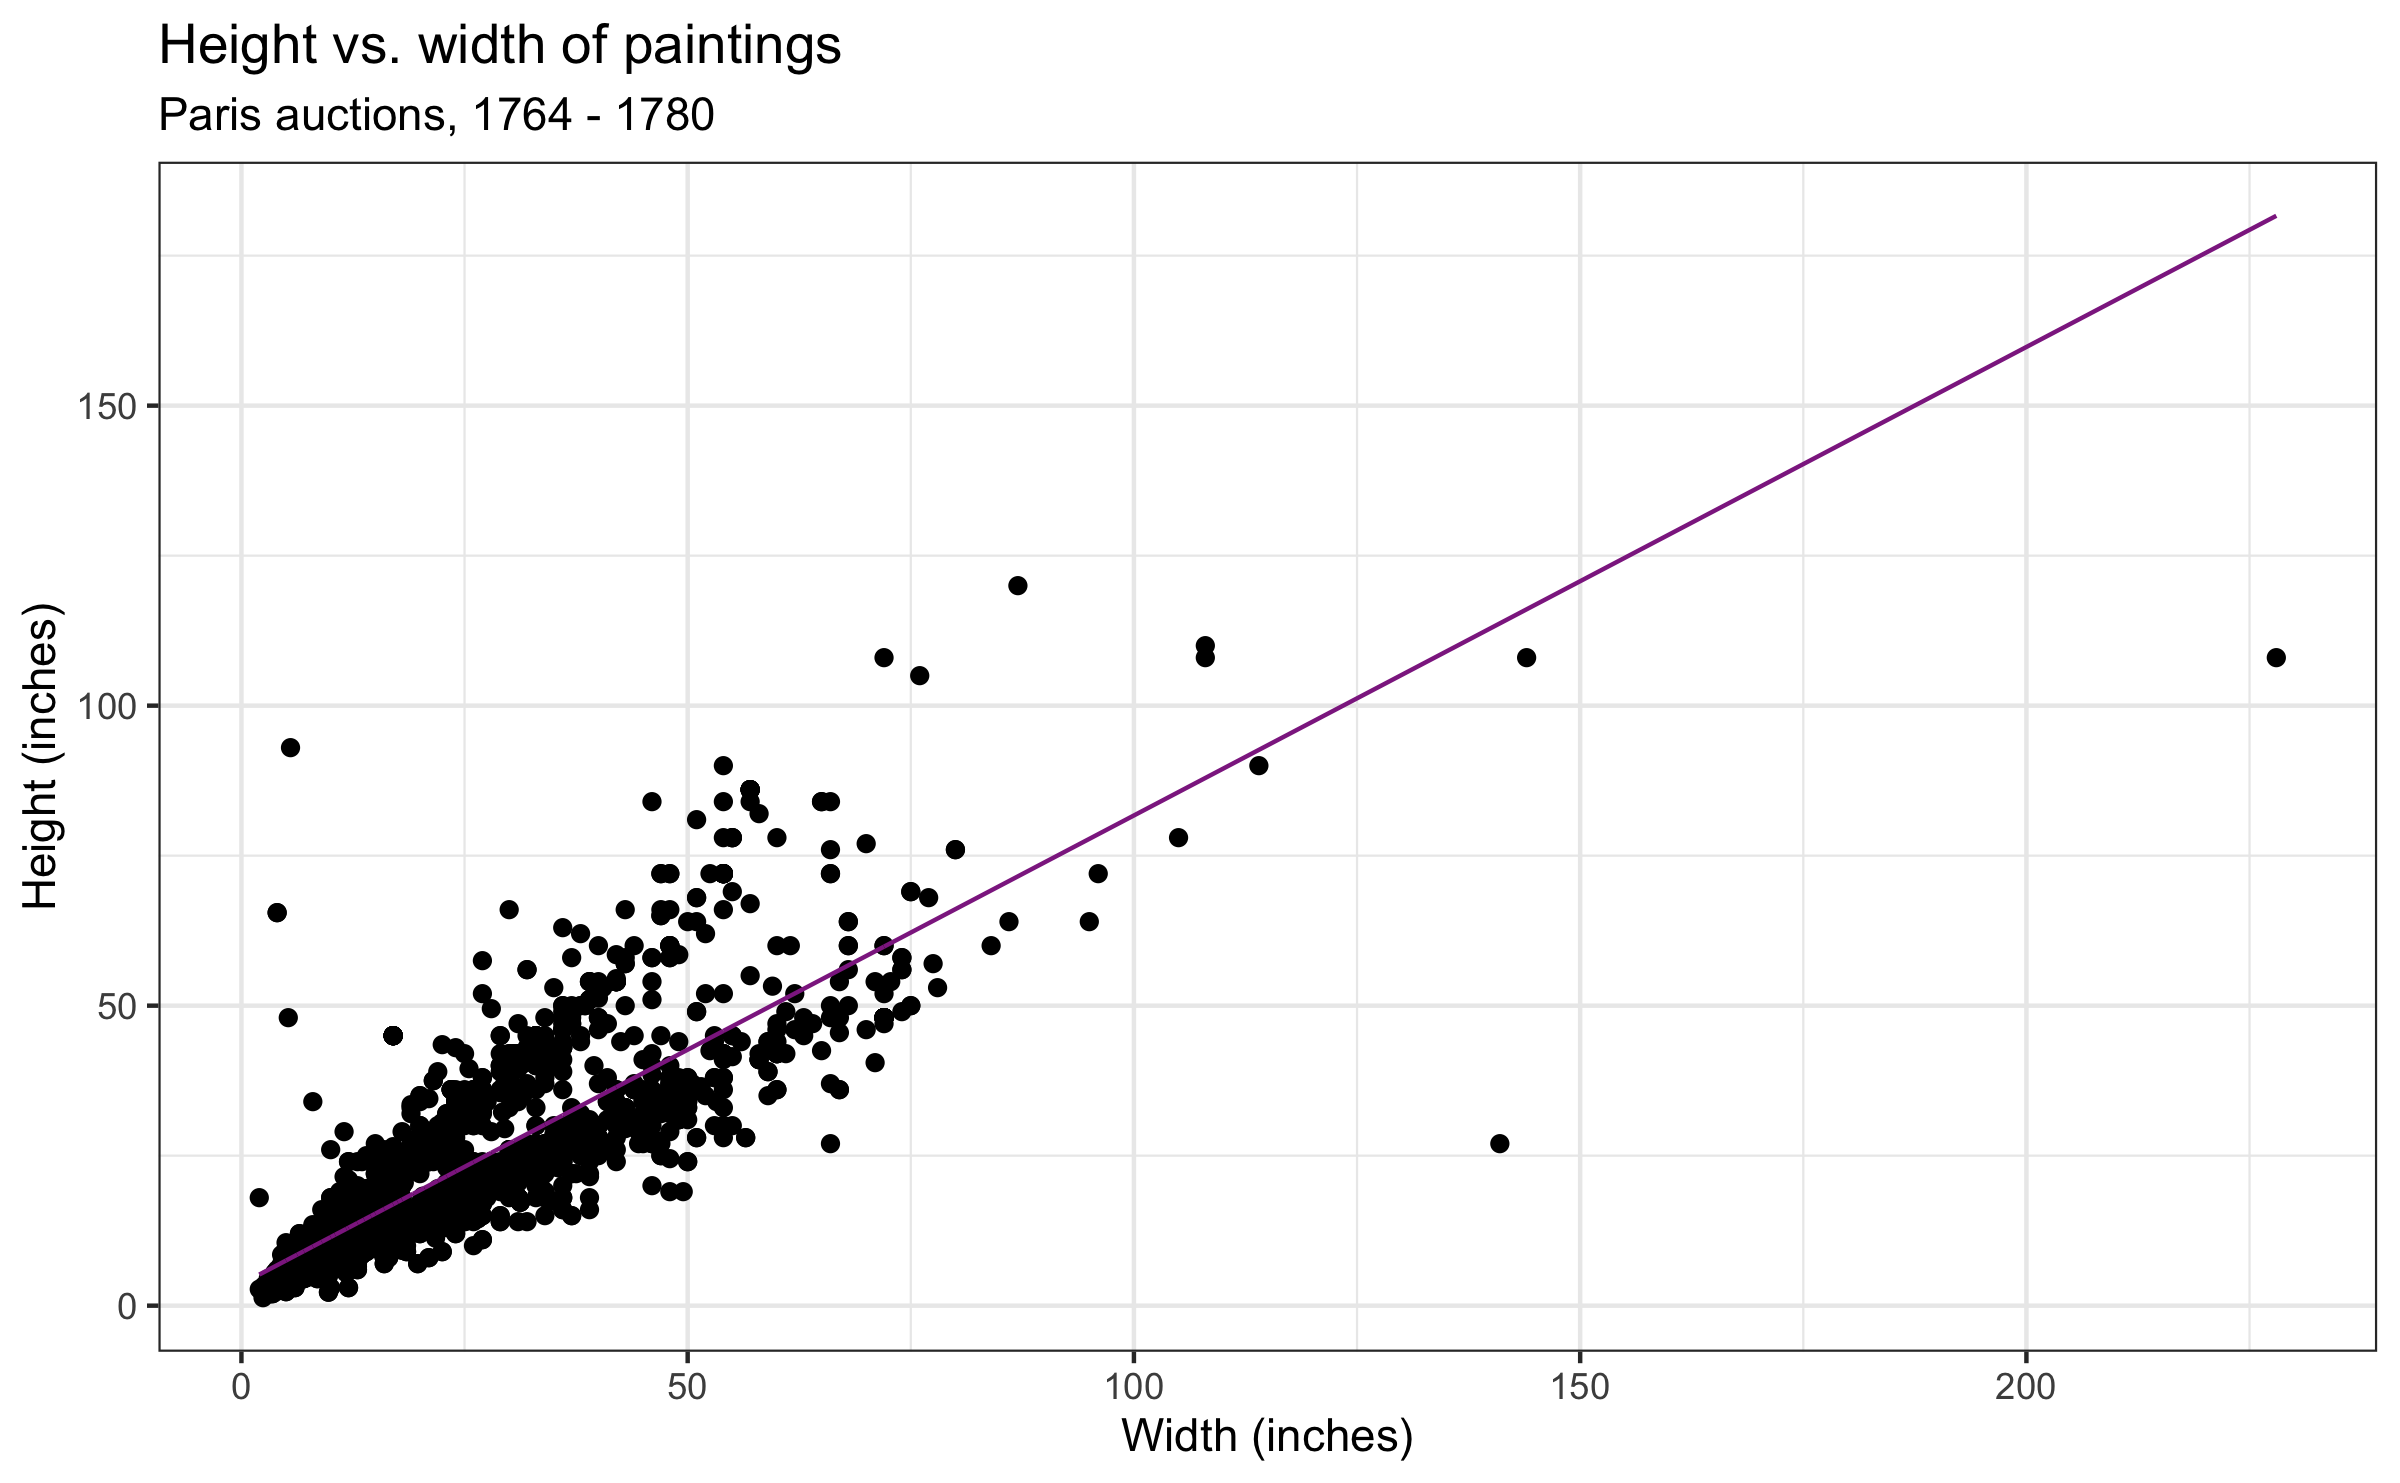 Height vs. width of paintings
Paris auctions, 1764 - 1780
Height (inches)
150
100
50
0
0 50 100 150 200
Width (inches)